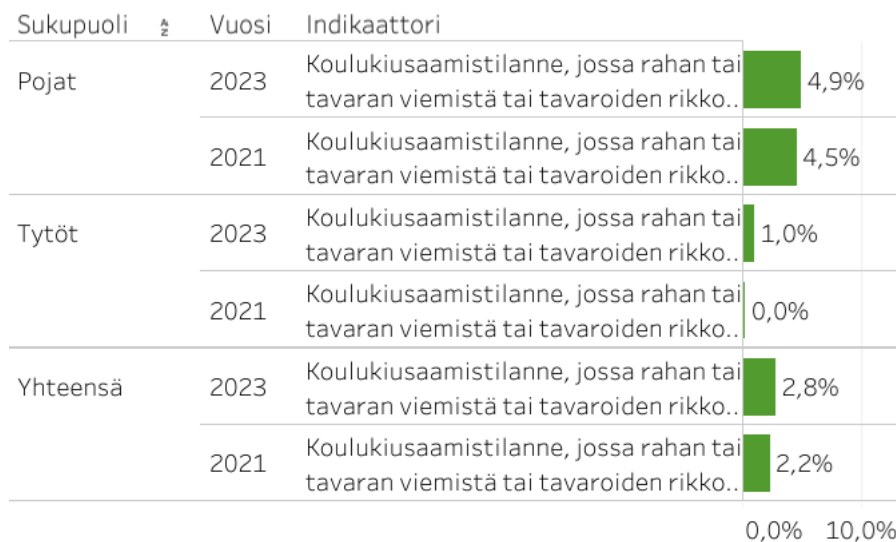 Sukupuoli Vuosi Indikaattori
Pojat 2023 Koulukiusaamistilanne, jossa rahan tai
tavaran viemistä tai tavaroiden rikko.. 4,9%
2021 Koulukiusaamistilanne, jossa rahan tai
tavaran viemistä tai tavaroiden rikko.. 4,5%
Tytöt 2023 Koulukiusaamistilanne, jossa rahan tai
tavaran viemistä tai tavaroiden rikko.. 1,0%
2021 Koulukiusaamistilanne, jossa rahan tai
tavaran viemistä tai tavaroiden rikko.. 0,0%
Yhteensä 2023 Koulukiusaamistilanne, jossa rahan tai
tavaran viemistä tai tavaroiden rikko.. 2,8%
2021 Koulukiusaamistilanne, jossa rahan tai
tavaran viemistä tai tavaroiden rikko.. 2,2%
0,0% 10,0%